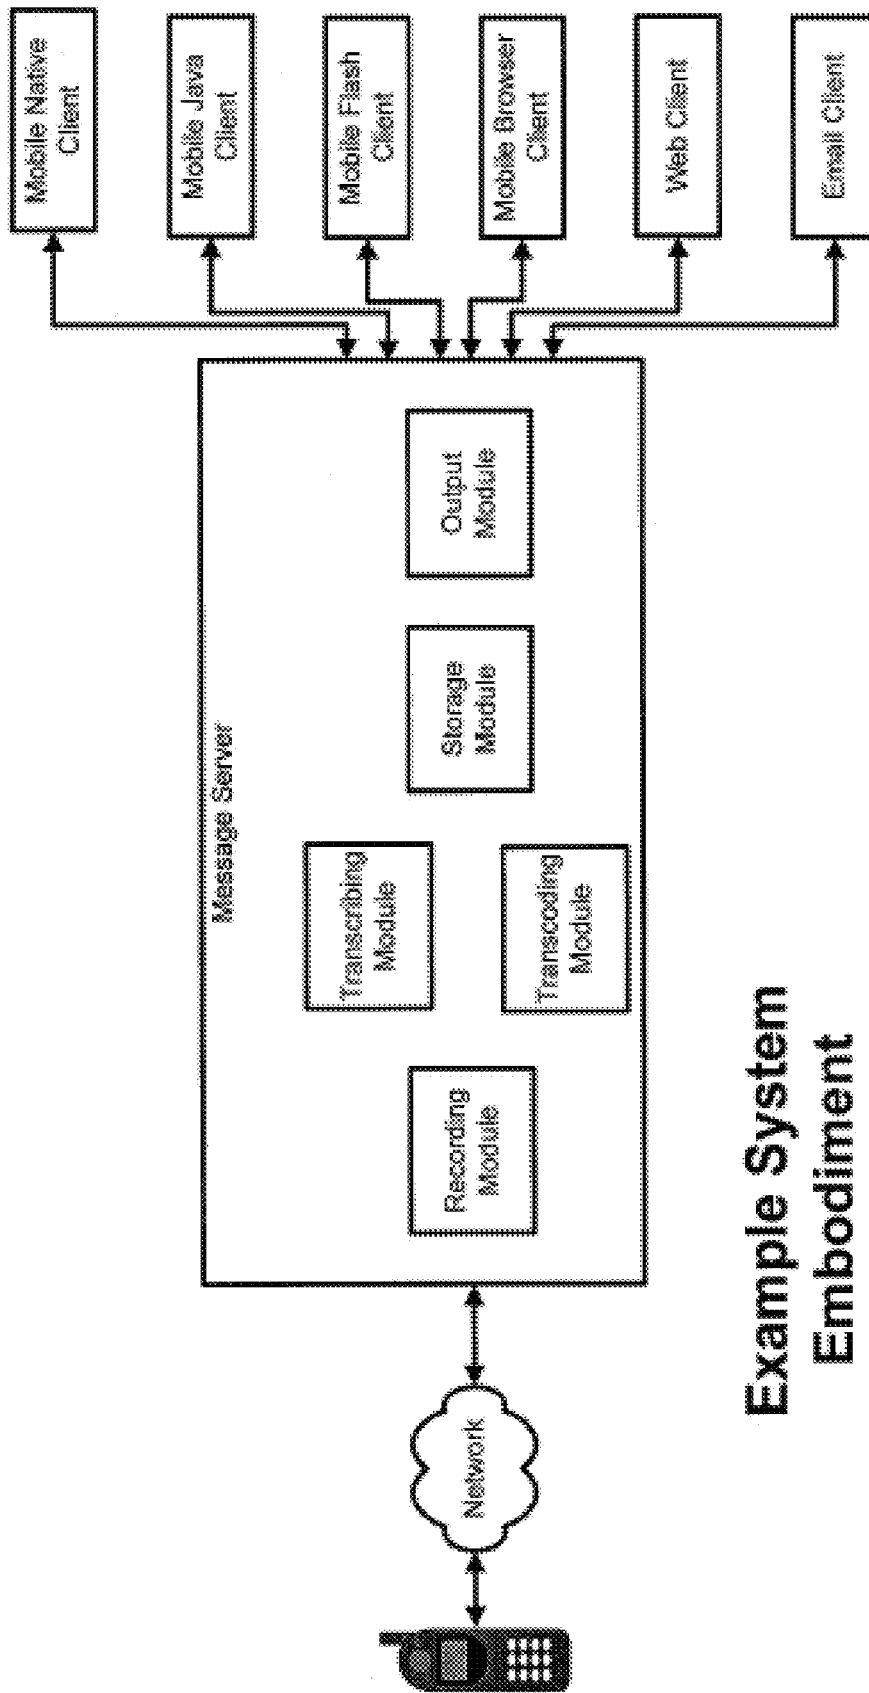 Mobile Native
Client
Mobile Java
Client
Mobile Flash
Client
Mobile Browser
Client
Web Client
Email Client
Message Server
Recording
Module
Transcribing
Module
Transcoding
Module
Storage
Module
Output
Module
Network
Example System
Embodiment